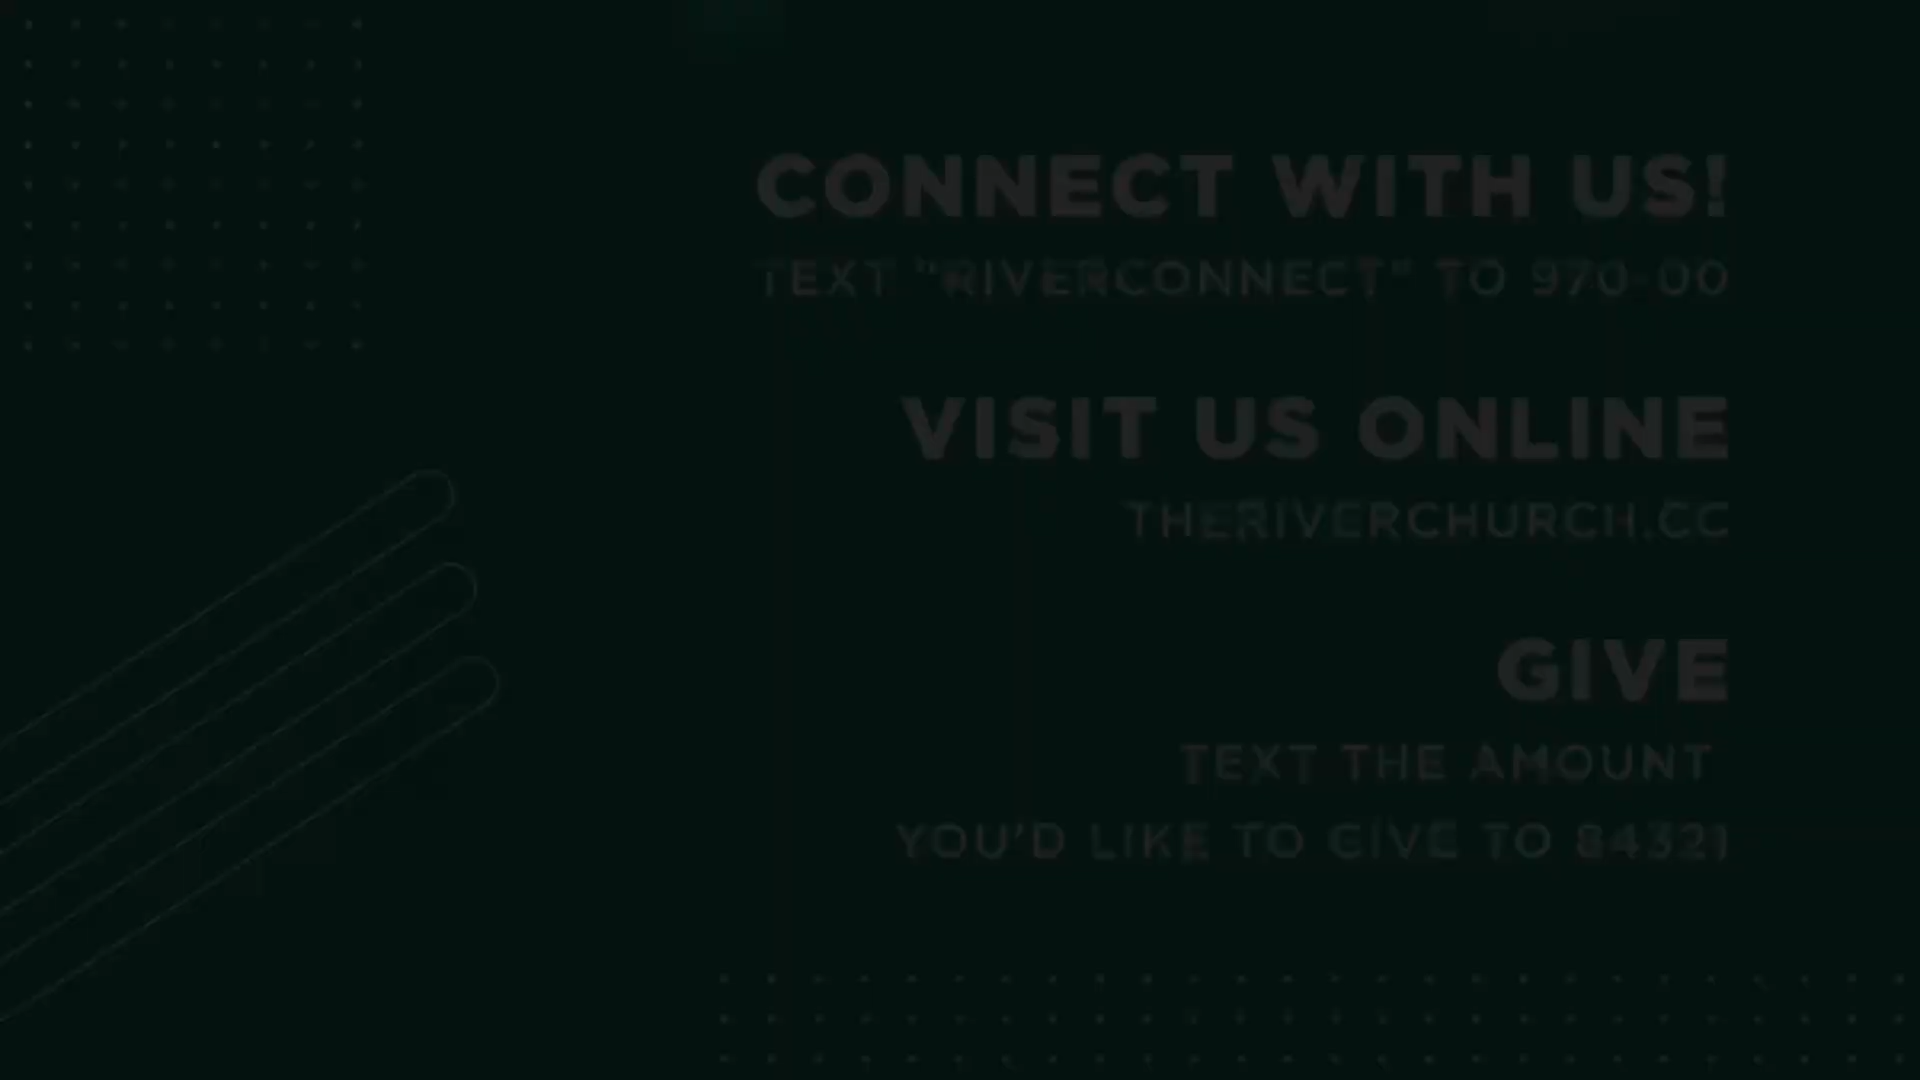 CONNECT WITH US!
TEXT "RIVERCONNECT" TO 970-00
VISIT US ONLINE
THERIVERCHURCH.CC
GIVE
TEXT THE AMOUNT
YOU'D LIKE TO GIVE TO 84321